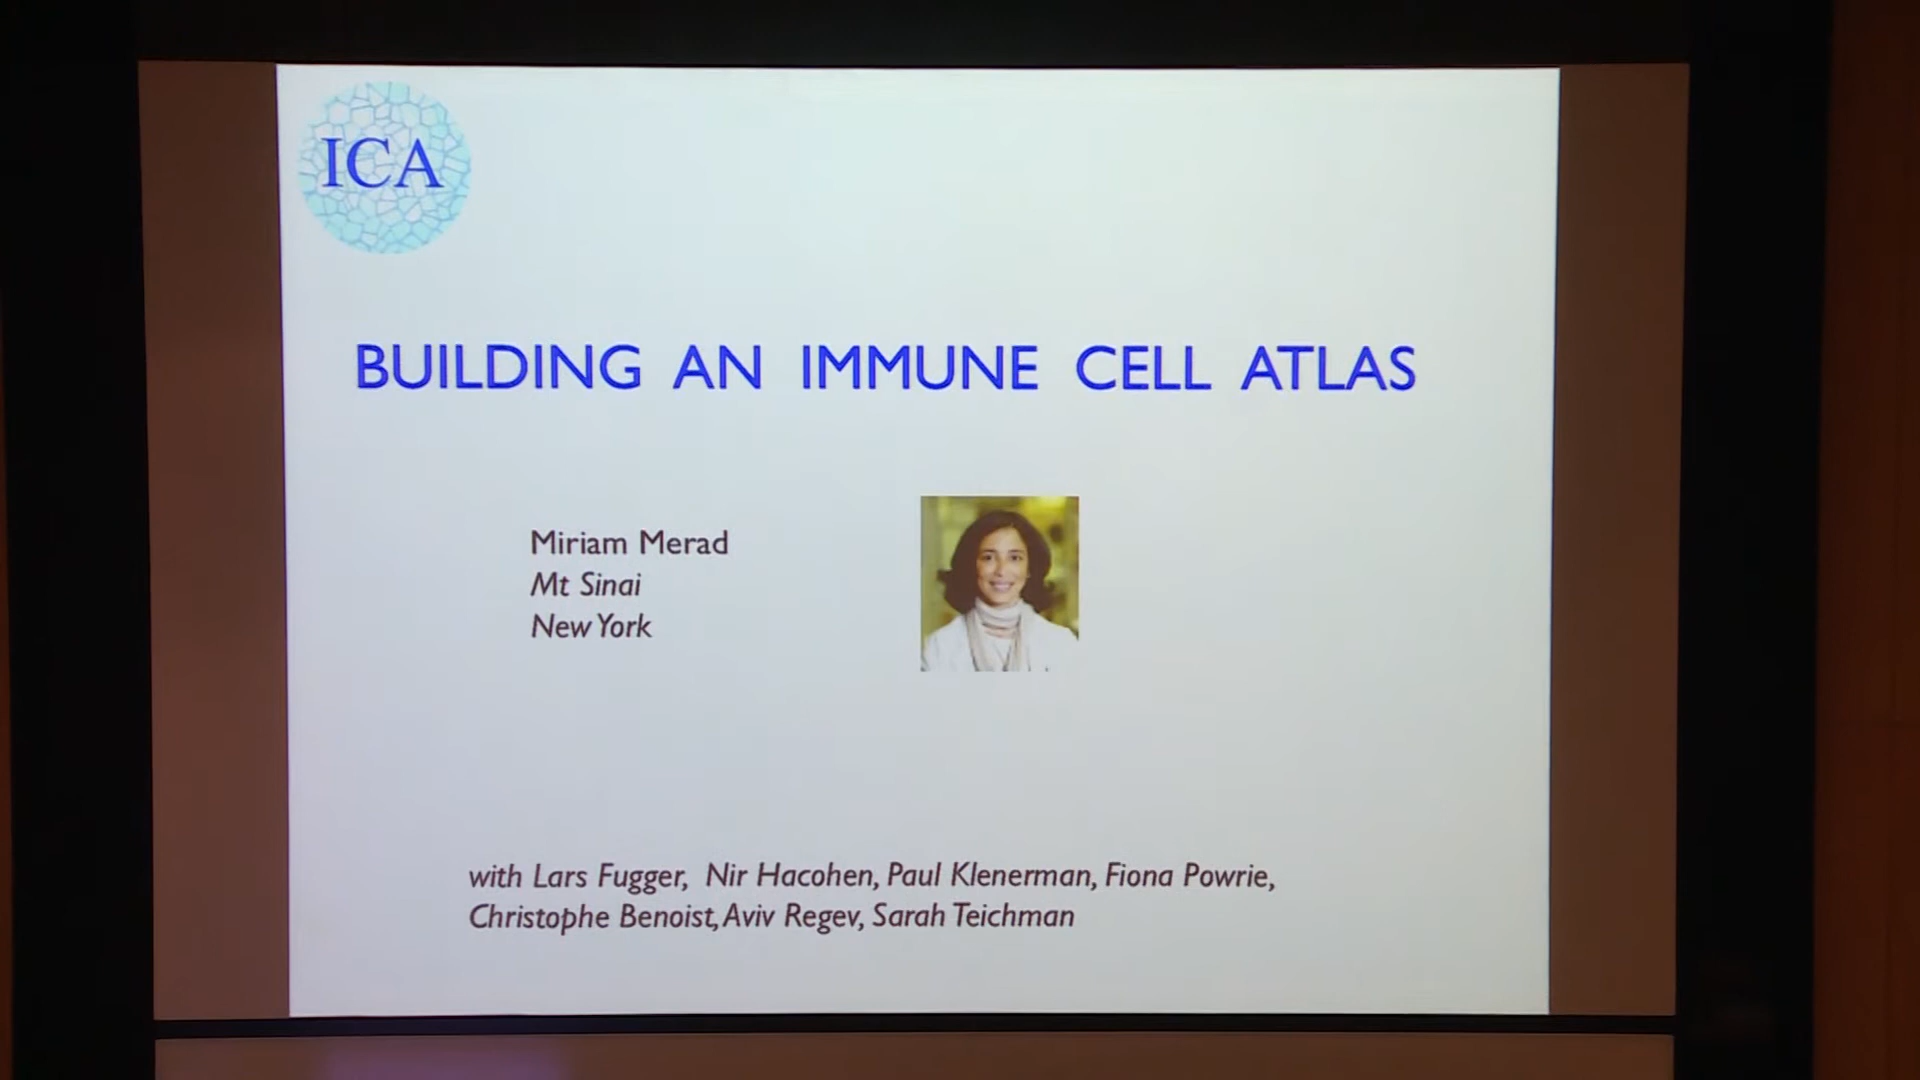 ICA
BUILDING AN IMMUNE CELL ATLAS
Miriam Merad
Mt Sinai
New York
with Lars Fugger, Nir Hacohen, Paul Klenerman, Fiona Powrie,
Christophe Benoist, Aviv Regev, Sarah Teichman